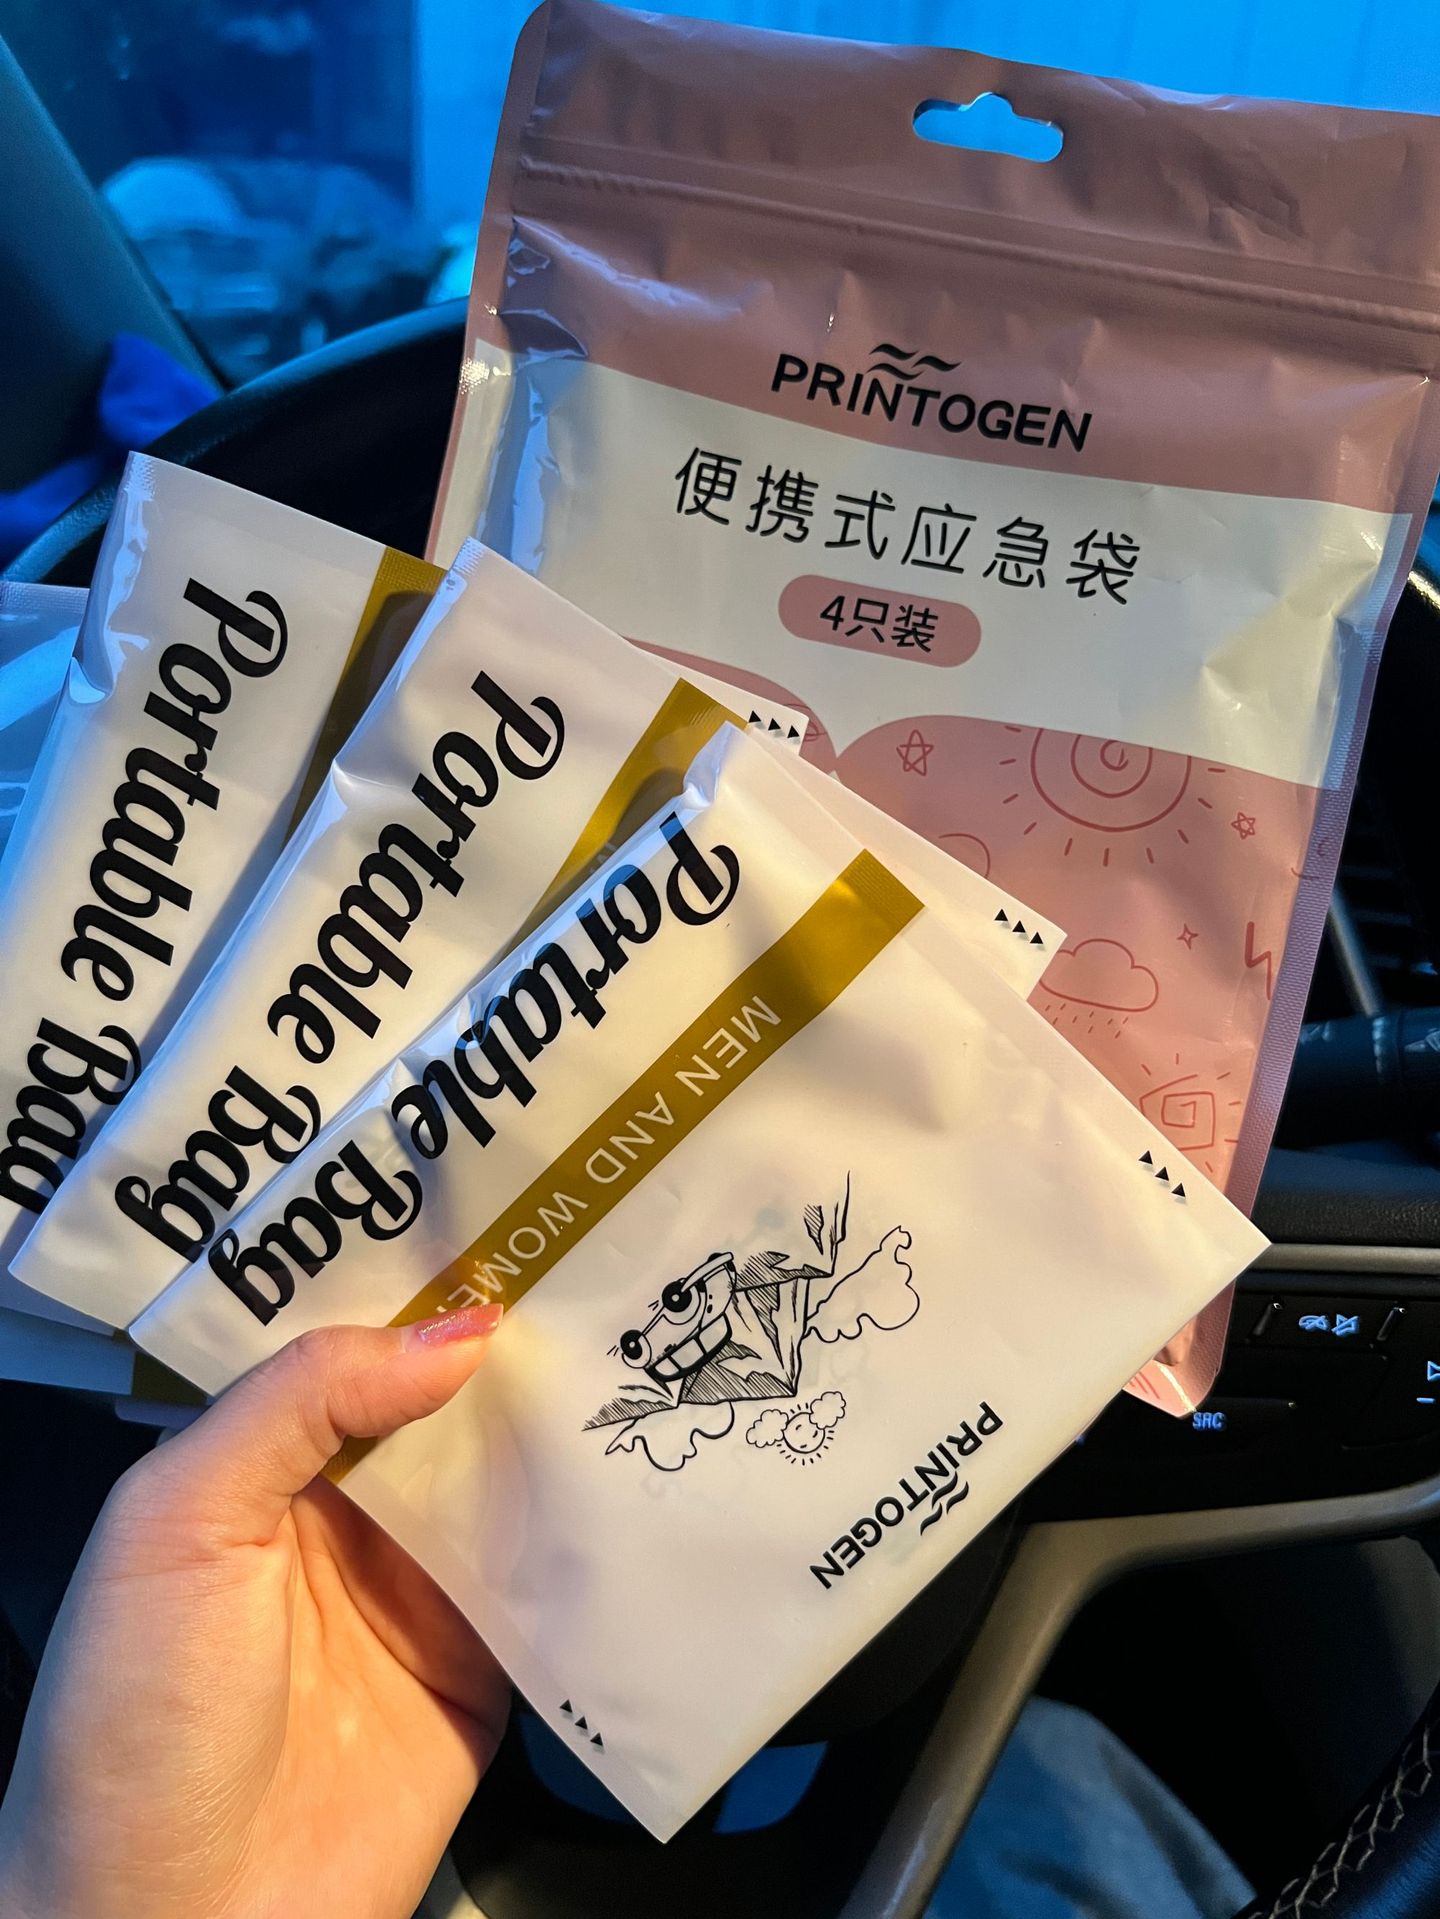 PRINTOGEN
便携式应急袋
4只装
Portable Bag
Portable Bag
Portable Bag
MEN AND WOME
PRINTOGEN
SRC